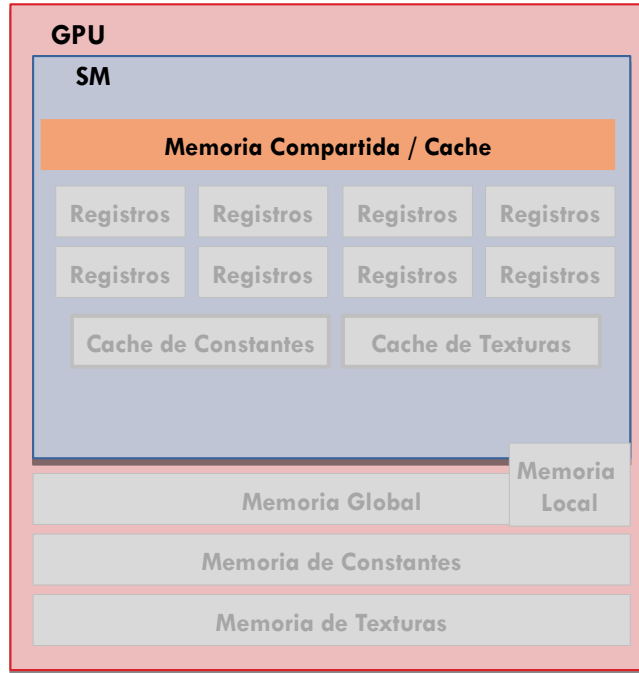 GPU
SM
Memoria Compartida / Cache
Registros Registros Registros Registros
Registros Registros Registros Registros
Cache de Constantes Cache de Texturas
Memoria Local
Memoria Global
Memoria de Constantes
Memoria de Texturas